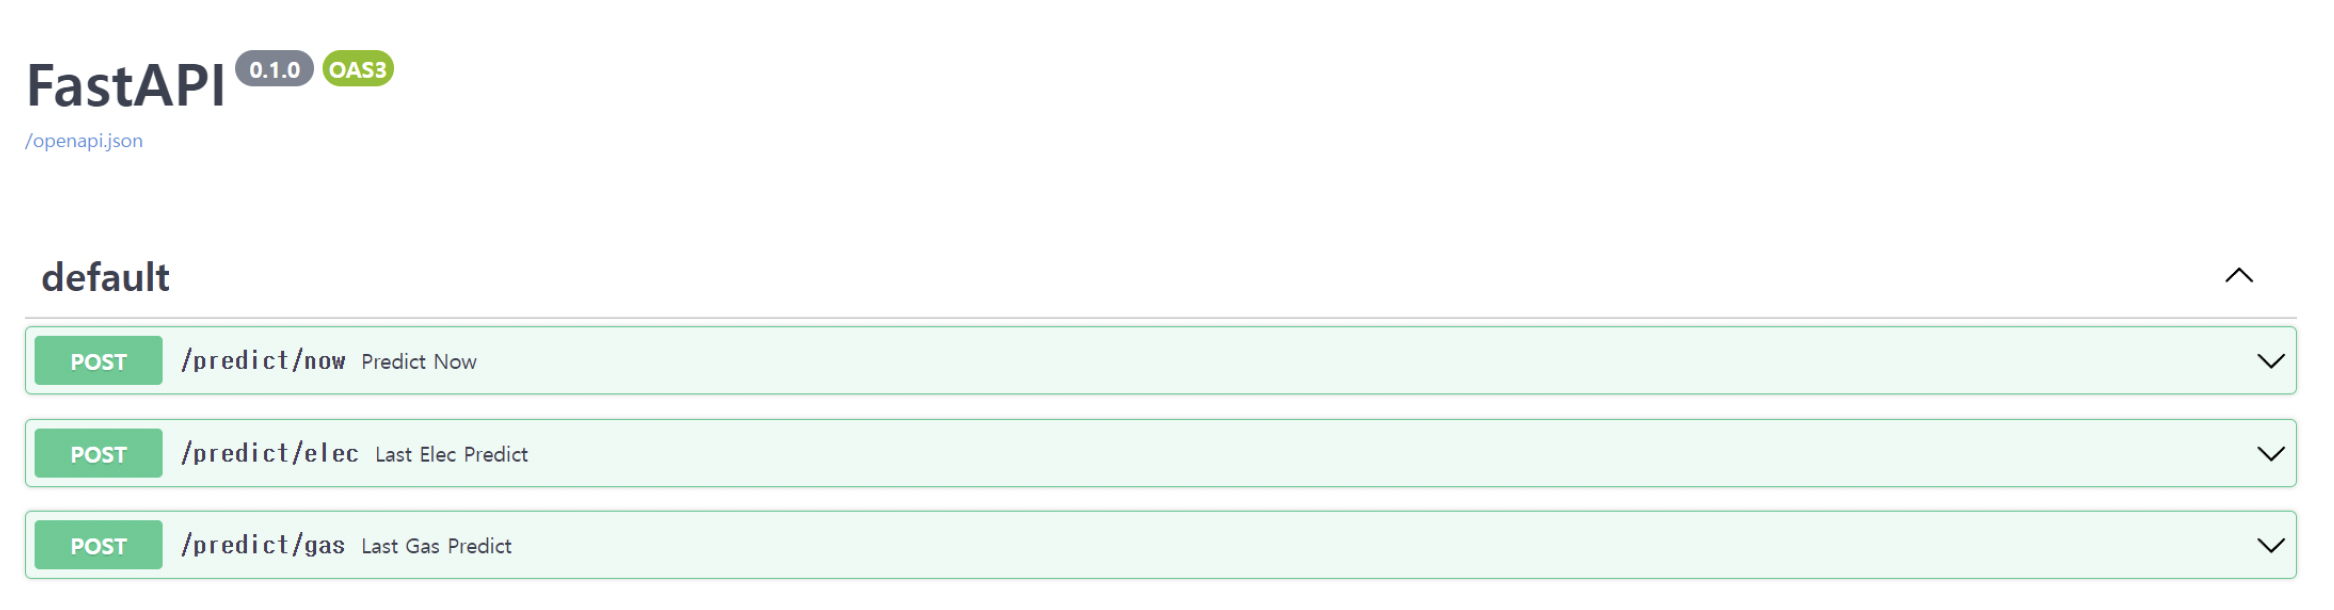 FastAPI 0.1.0 OAS3
/openapi.json
default
POST /predict/now Predict Now
POST /predict/elec Last Elec Predict
POST /predict/gas Last Gas Predict